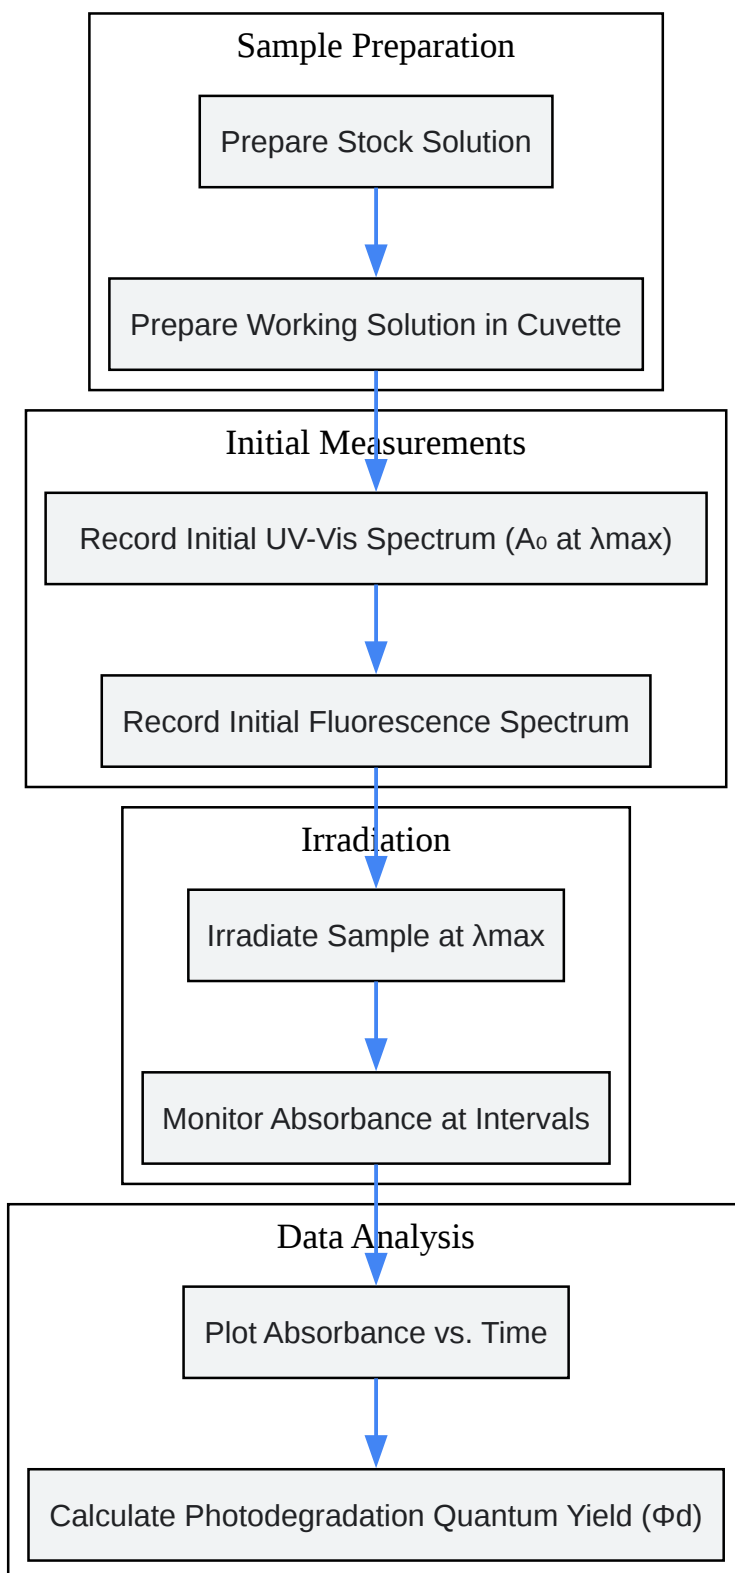 Sample Preparation
Prepare Stock Solution
Prepare Working Solution in Cuvette
Initial Measurements
Record Initial UV-Vis Spectrum (A₀ at λmax)
Record Initial Fluorescence Spectrum
Irradiation
Irradiate Sample at λmax
Monitor Absorbance at Intervals
Data Analysis
Plot Absorbance vs. Time
Calculate Photodegradation Quantum Yield (Φd)